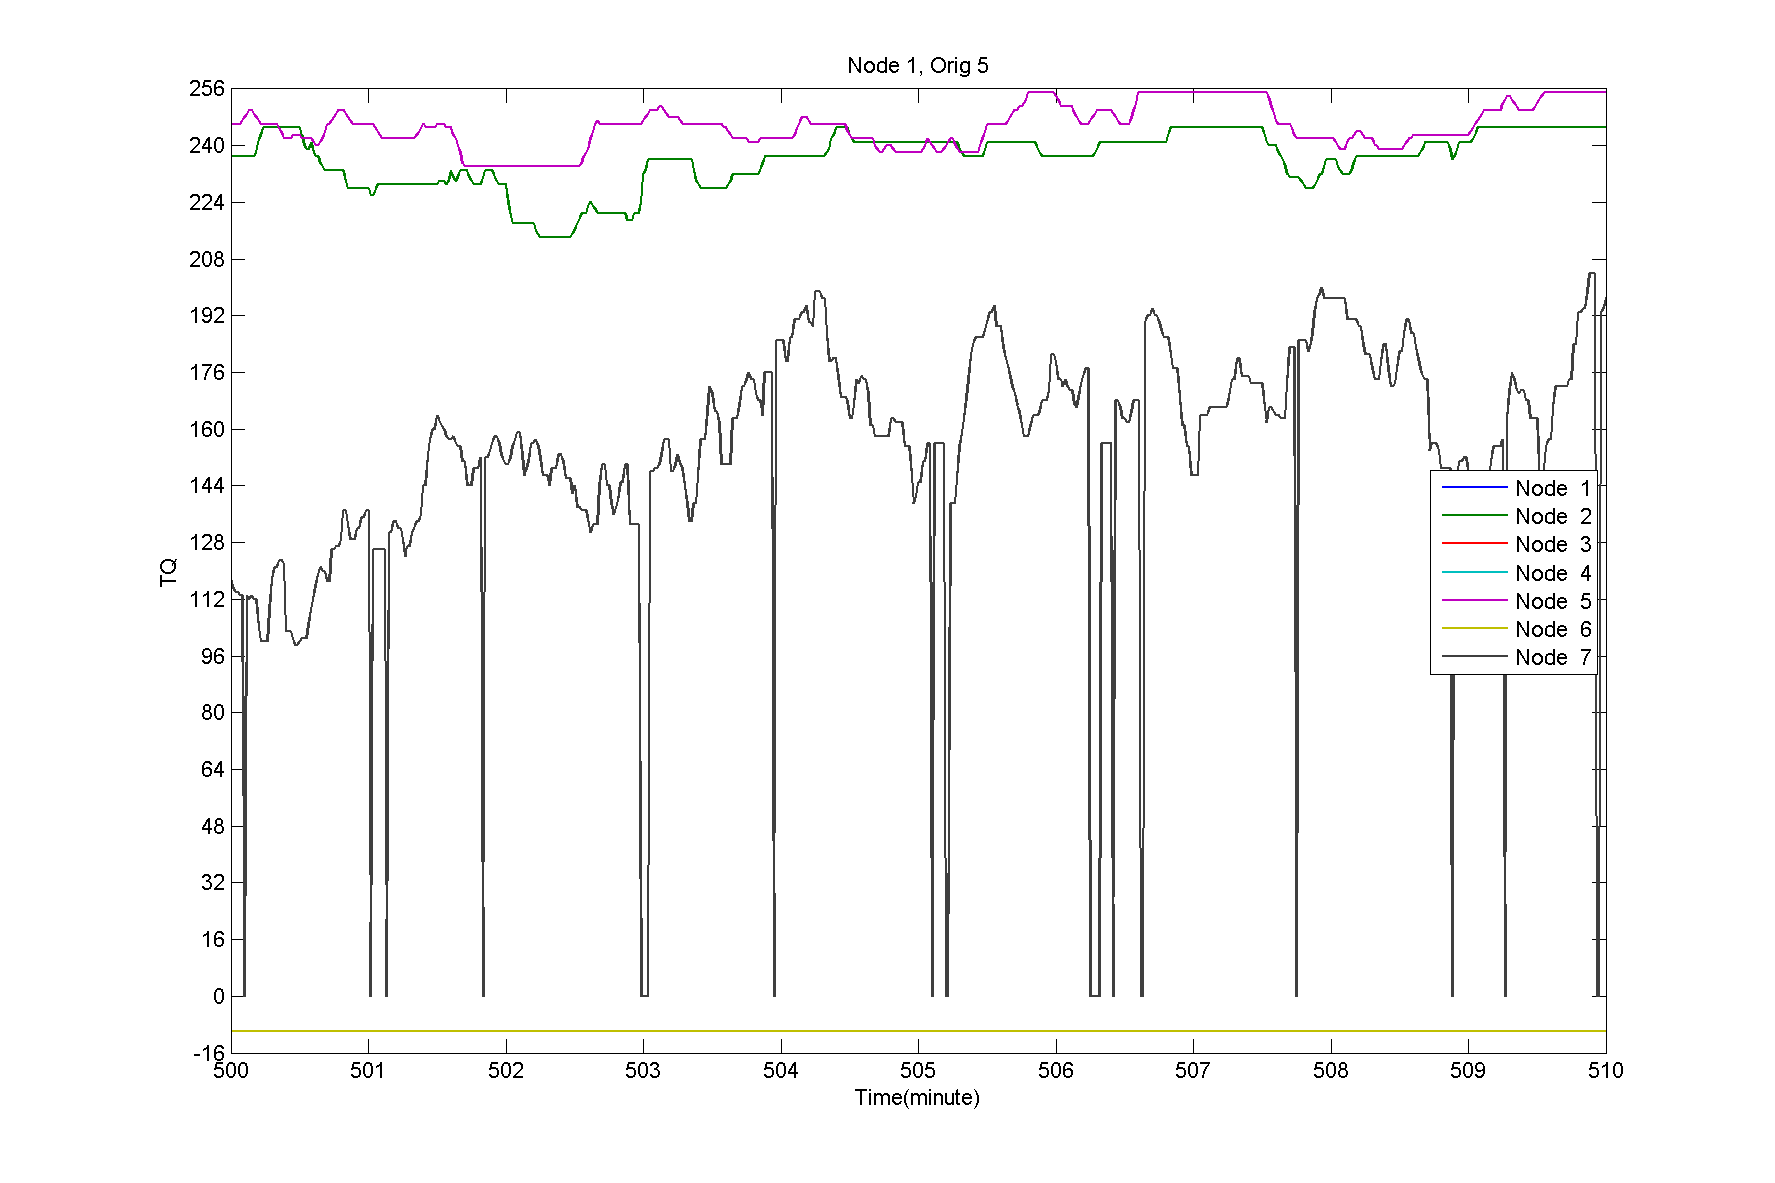 Node 1, Orig 5
256
240
224
208
192
176
160
144
128
112
96
80
64
48
32
16
0
-16
TQ
500 501 502 503 504 505 506 507 508 509 510
Time(minute)
Node 1
Node 2
Node 3
Node 4
Node 5
Node 6
Node 7